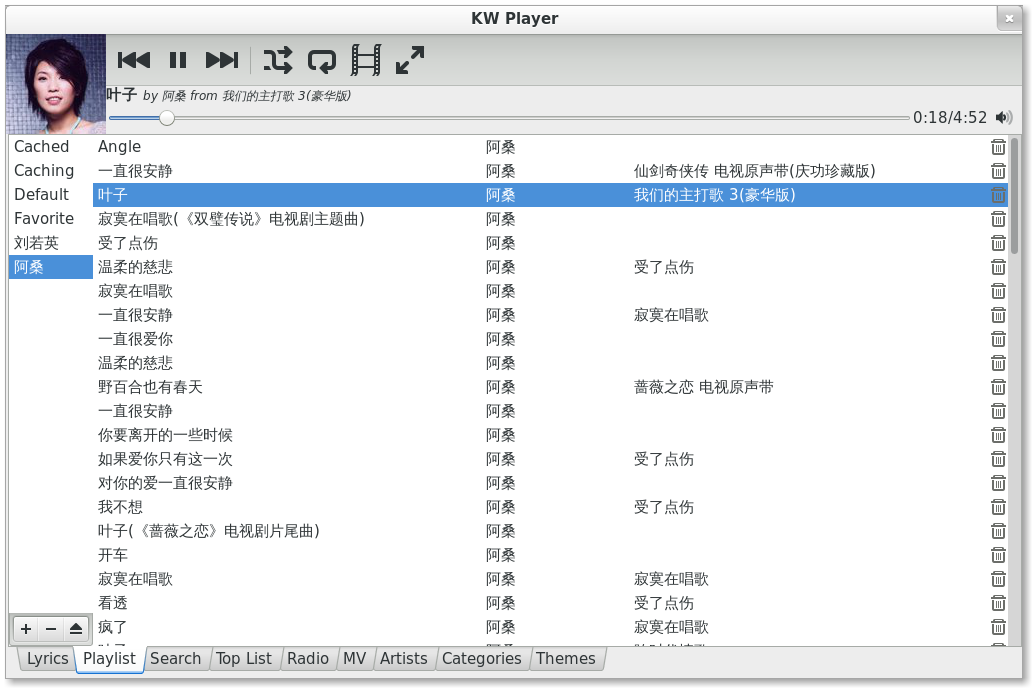 KW Player
叶子 by 阿桑 from 我们的主打歌 3(豪华版)
0:18/4:52
Cached
Caching
Default
Favorite
刘若英
阿桑
Angle 阿桑
一直很安静 阿桑 仙剑奇侠传 电视原声带(庆功珍藏版)
叶子 阿桑 我们的主打歌 3(豪华版)
寂寞在唱歌(《双璧传说》电视剧主题曲) 阿桑
受了点伤 阿桑
温柔的慈悲 阿桑 受了点伤
寂寞在唱歌 阿桑
一直很安静 阿桑 寂寞在唱歌
一直很爱你 阿桑
温柔的慈悲 阿桑
野百合也有春天 阿桑 蔷薇之恋 电视原声带
一直很安静 阿桑
你要离开的一些时候 阿桑
如果爱你只有这一次 阿桑 受了点伤
对你的爱一直很安静 阿桑
我不想 阿桑 受了点伤
叶子(《蔷薇之恋》电视剧片尾曲) 阿桑
开车 阿桑
寂寞在唱歌 阿桑 寂寞在唱歌
看透 阿桑 受了点伤
疯了 阿桑 寂寞在唱歌
Lyrics Playlist Search Top List Radio MV Artists Categories Themes